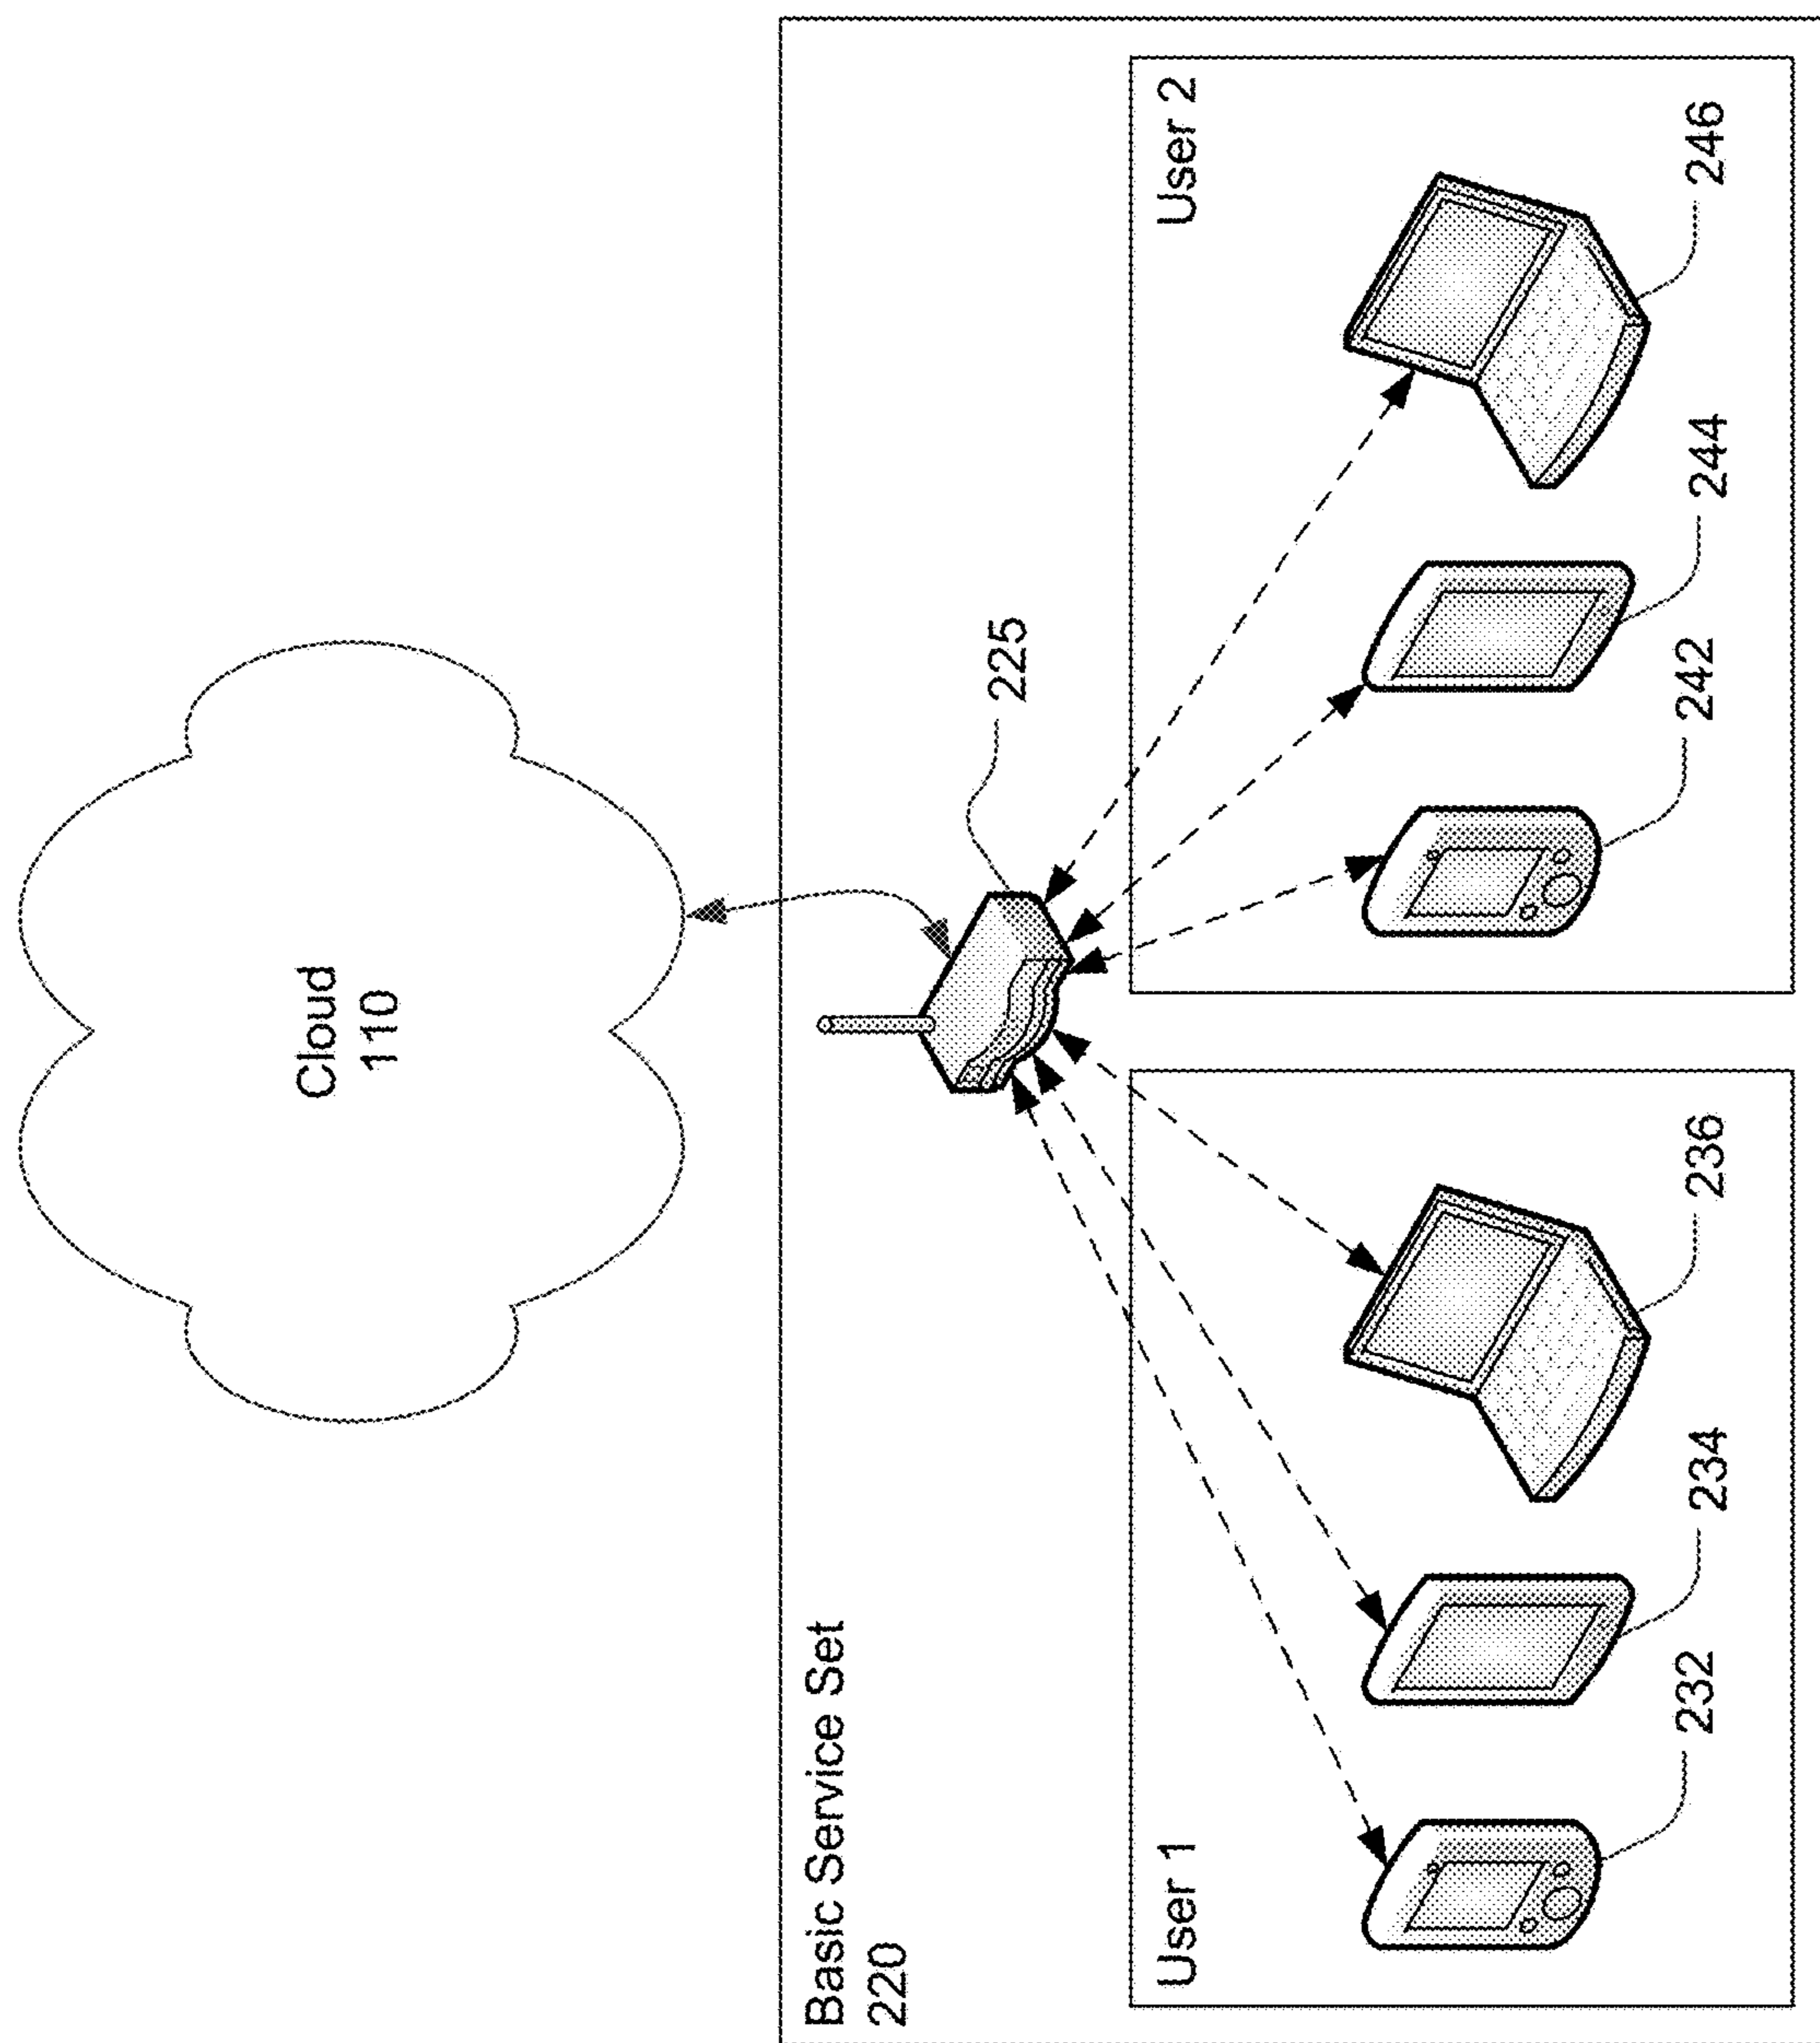 Cloud
110
Basic Service Set
220
225
User 1
232
234
236
User 2
242
244
246